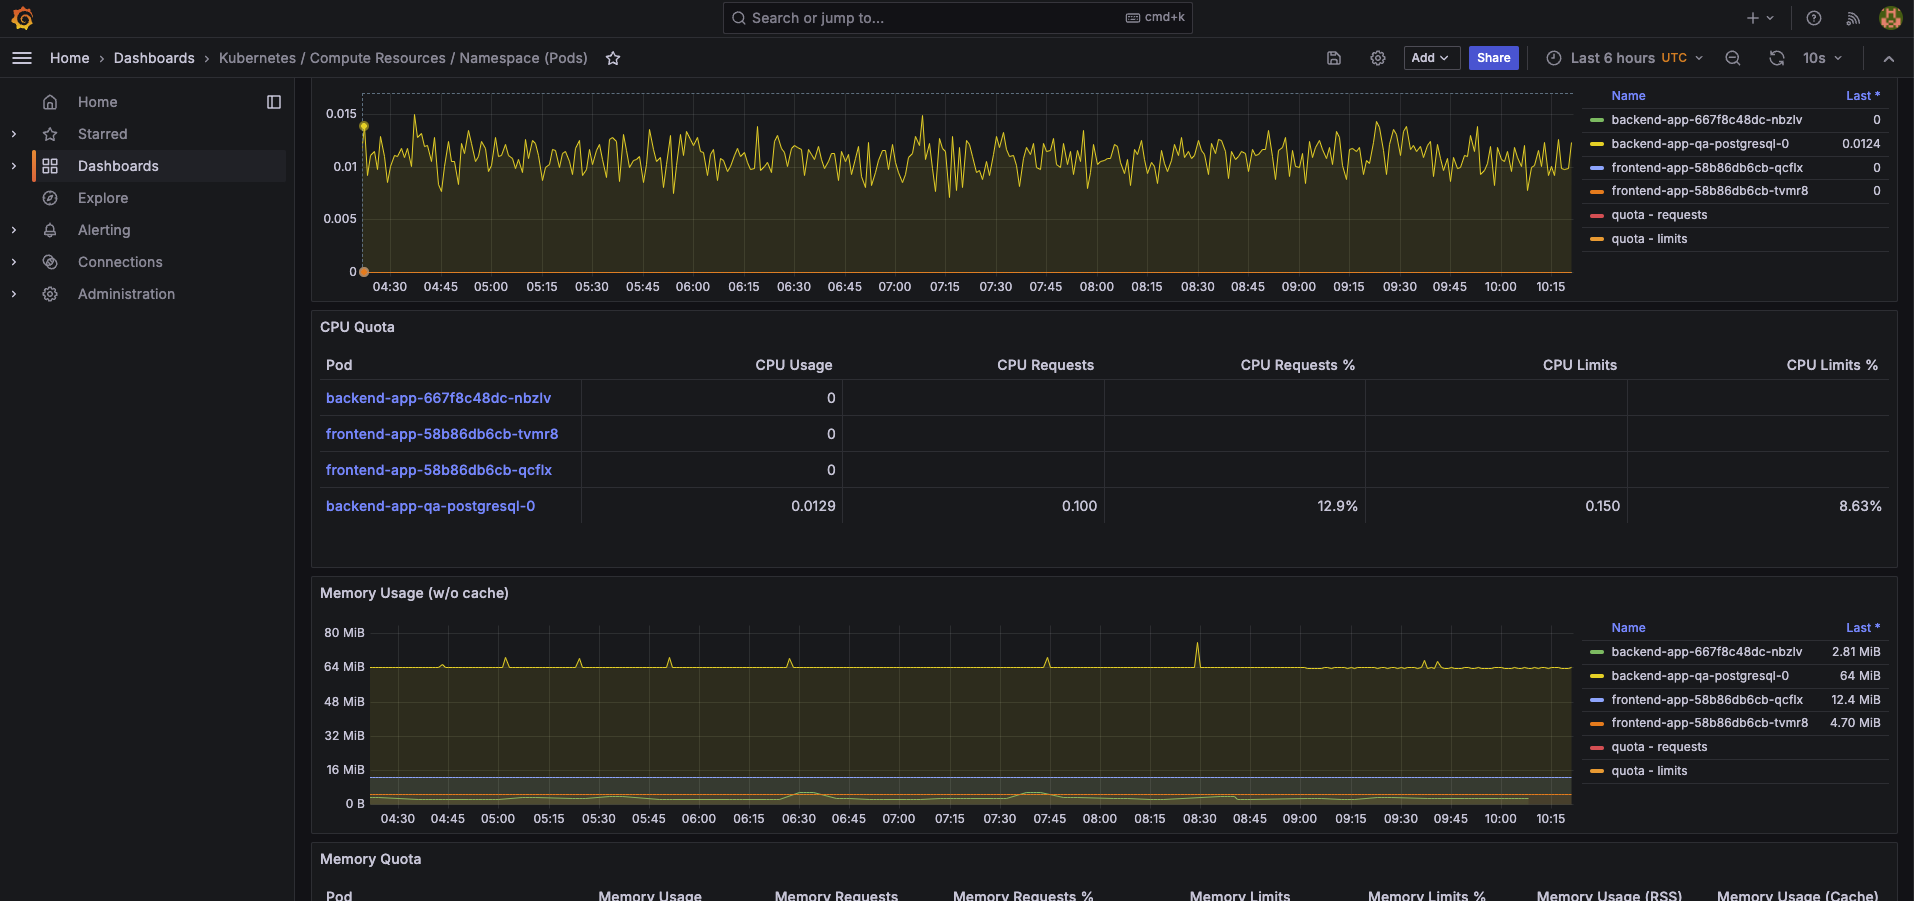 Search or jump to... cmd+k
Home › Dashboards › Kubernetes / Compute Resources / Namespace (Pods)
Add Share Last 6 hours UTC 10s
Home
Starred
Dashboards
Explore
Alerting
Connections
Administration
0.015
0.01
0.005
0
04:30 04:45 05:00 05:15 05:30 05:45 06:00 06:15 06:30 06:45 07:00 07:15 07:30 07:45 08:00 08:15 08:30 08:45 09:00 09:15 09:30 09:45 10:00 10:15
Name Last *
backend-app-667f8c48dc-nbzlv 0
backend-app-qa-postgresql-0 0.0124
frontend-app-58b86db6cb-qcflx 0
frontend-app-58b86db6cb-tvmr8 0
quota - requests
quota - limits
CPU Quota
Pod CPU Usage CPU Requests CPU Requests % CPU Limits CPU Limits %
backend-app-667f8c48dc-nbzlv 0
frontend-app-58b86db6cb-tvmr8 0
frontend-app-58b86db6cb-qcflx 0
backend-app-qa-postgresql-0 0.0129 0.100 12.9% 0.150 8.63%
Memory Usage (w/o cache)
80 MiB
64 MiB
48 MiB
32 MiB
16 MiB
0 B
04:30 04:45 05:00 05:15 05:30 05:45 06:00 06:15 06:30 06:45 07:00 07:15 07:30 07:45 08:00 08:15 08:30 08:45 09:00 09:15 09:30 09:45 10:00 10:15
Name Last *
backend-app-667f8c48dc-nbzlv 2.81 MiB
backend-app-qa-postgresql-0 64 MiB
frontend-app-58b86db6cb-qcflx 12.4 MiB
frontend-app-58b86db6cb-tvmr8 4.70 MiB
quota - requests
quota - limits
Memory Quota
Pod Memory Usage Memory Requests Memory Requests % Memory Limits Memory Limits % Memory Usage (RSS) Memory Usage (Cache)